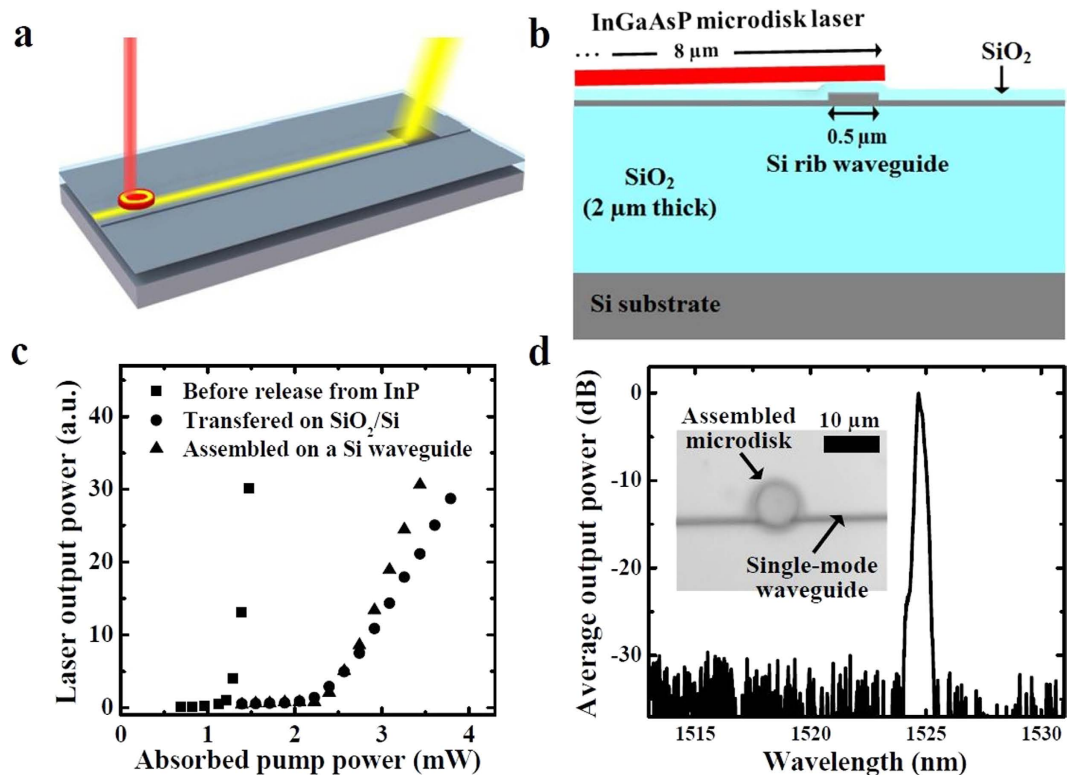 a
b
InGaAsP microdisk laser
... 8 µm
SiO2
0.5 µm
Si rib waveguide
SiO2
(2 µm thick)
Si substrate
c
Laser output power (a.u.)
40
30
20
10
0
■ Before release from InP
● Transfered on SiO2/Si
▲ Assembled on a Si waveguide
0 1 2 3 4
Absorbed pump power (mW)
d
Average output power (dB)
0
-10
-20
-30
Assembled
microdisk
10 µm
Single-mode
waveguide
1515 1520 1525 1530
Wavelength (nm)